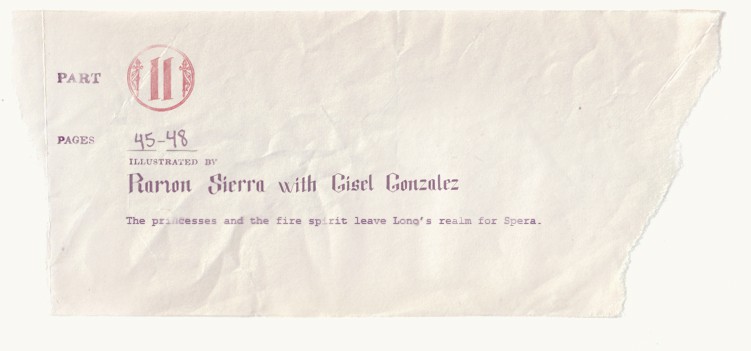 PART 11
PAGES 45-48
ILLUSTRATED BY
Ramon Sierra with Gisel Gonzalez
The princesses and the fire spirit leave Lono's realm for Spera.